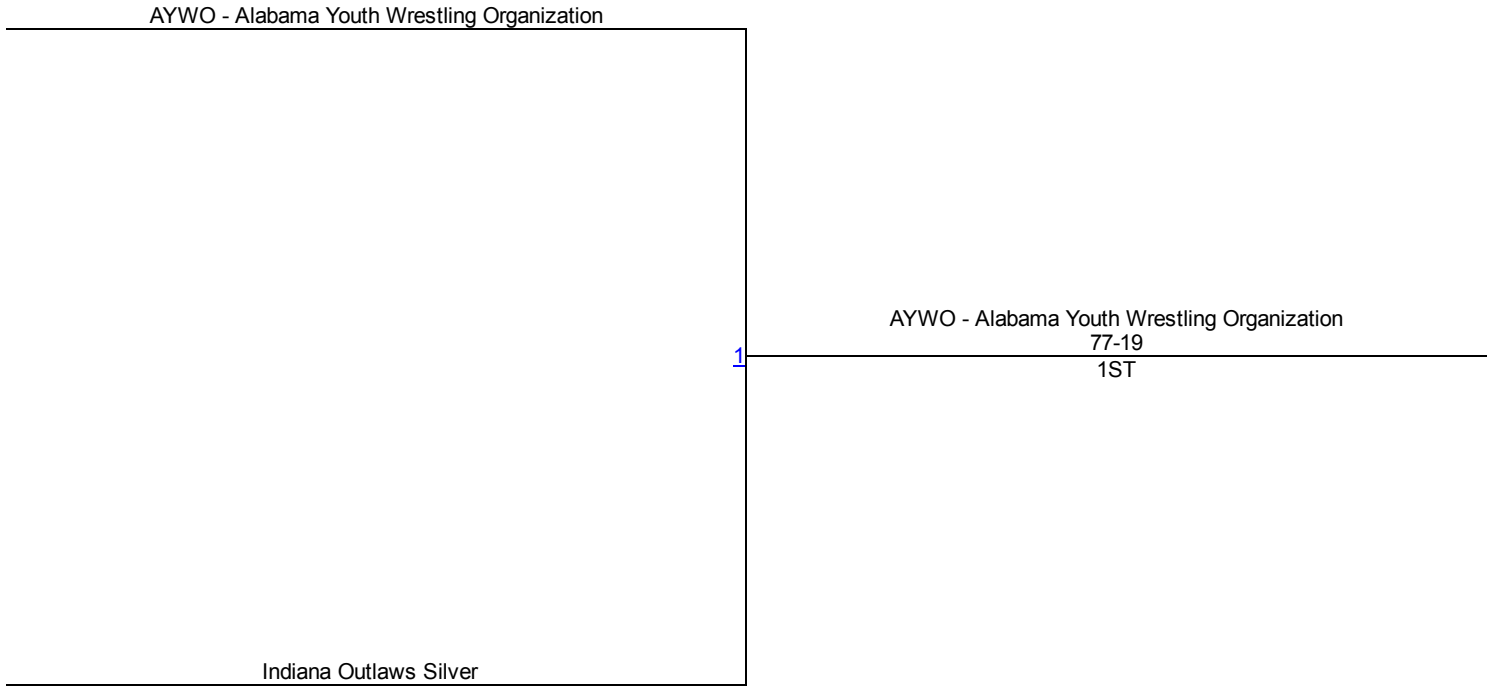 AYWO - Alabama Youth Wrestling Organization
AYWO - Alabama Youth Wrestling Organization
77-19
1
1ST
Indiana Outlaws Silver